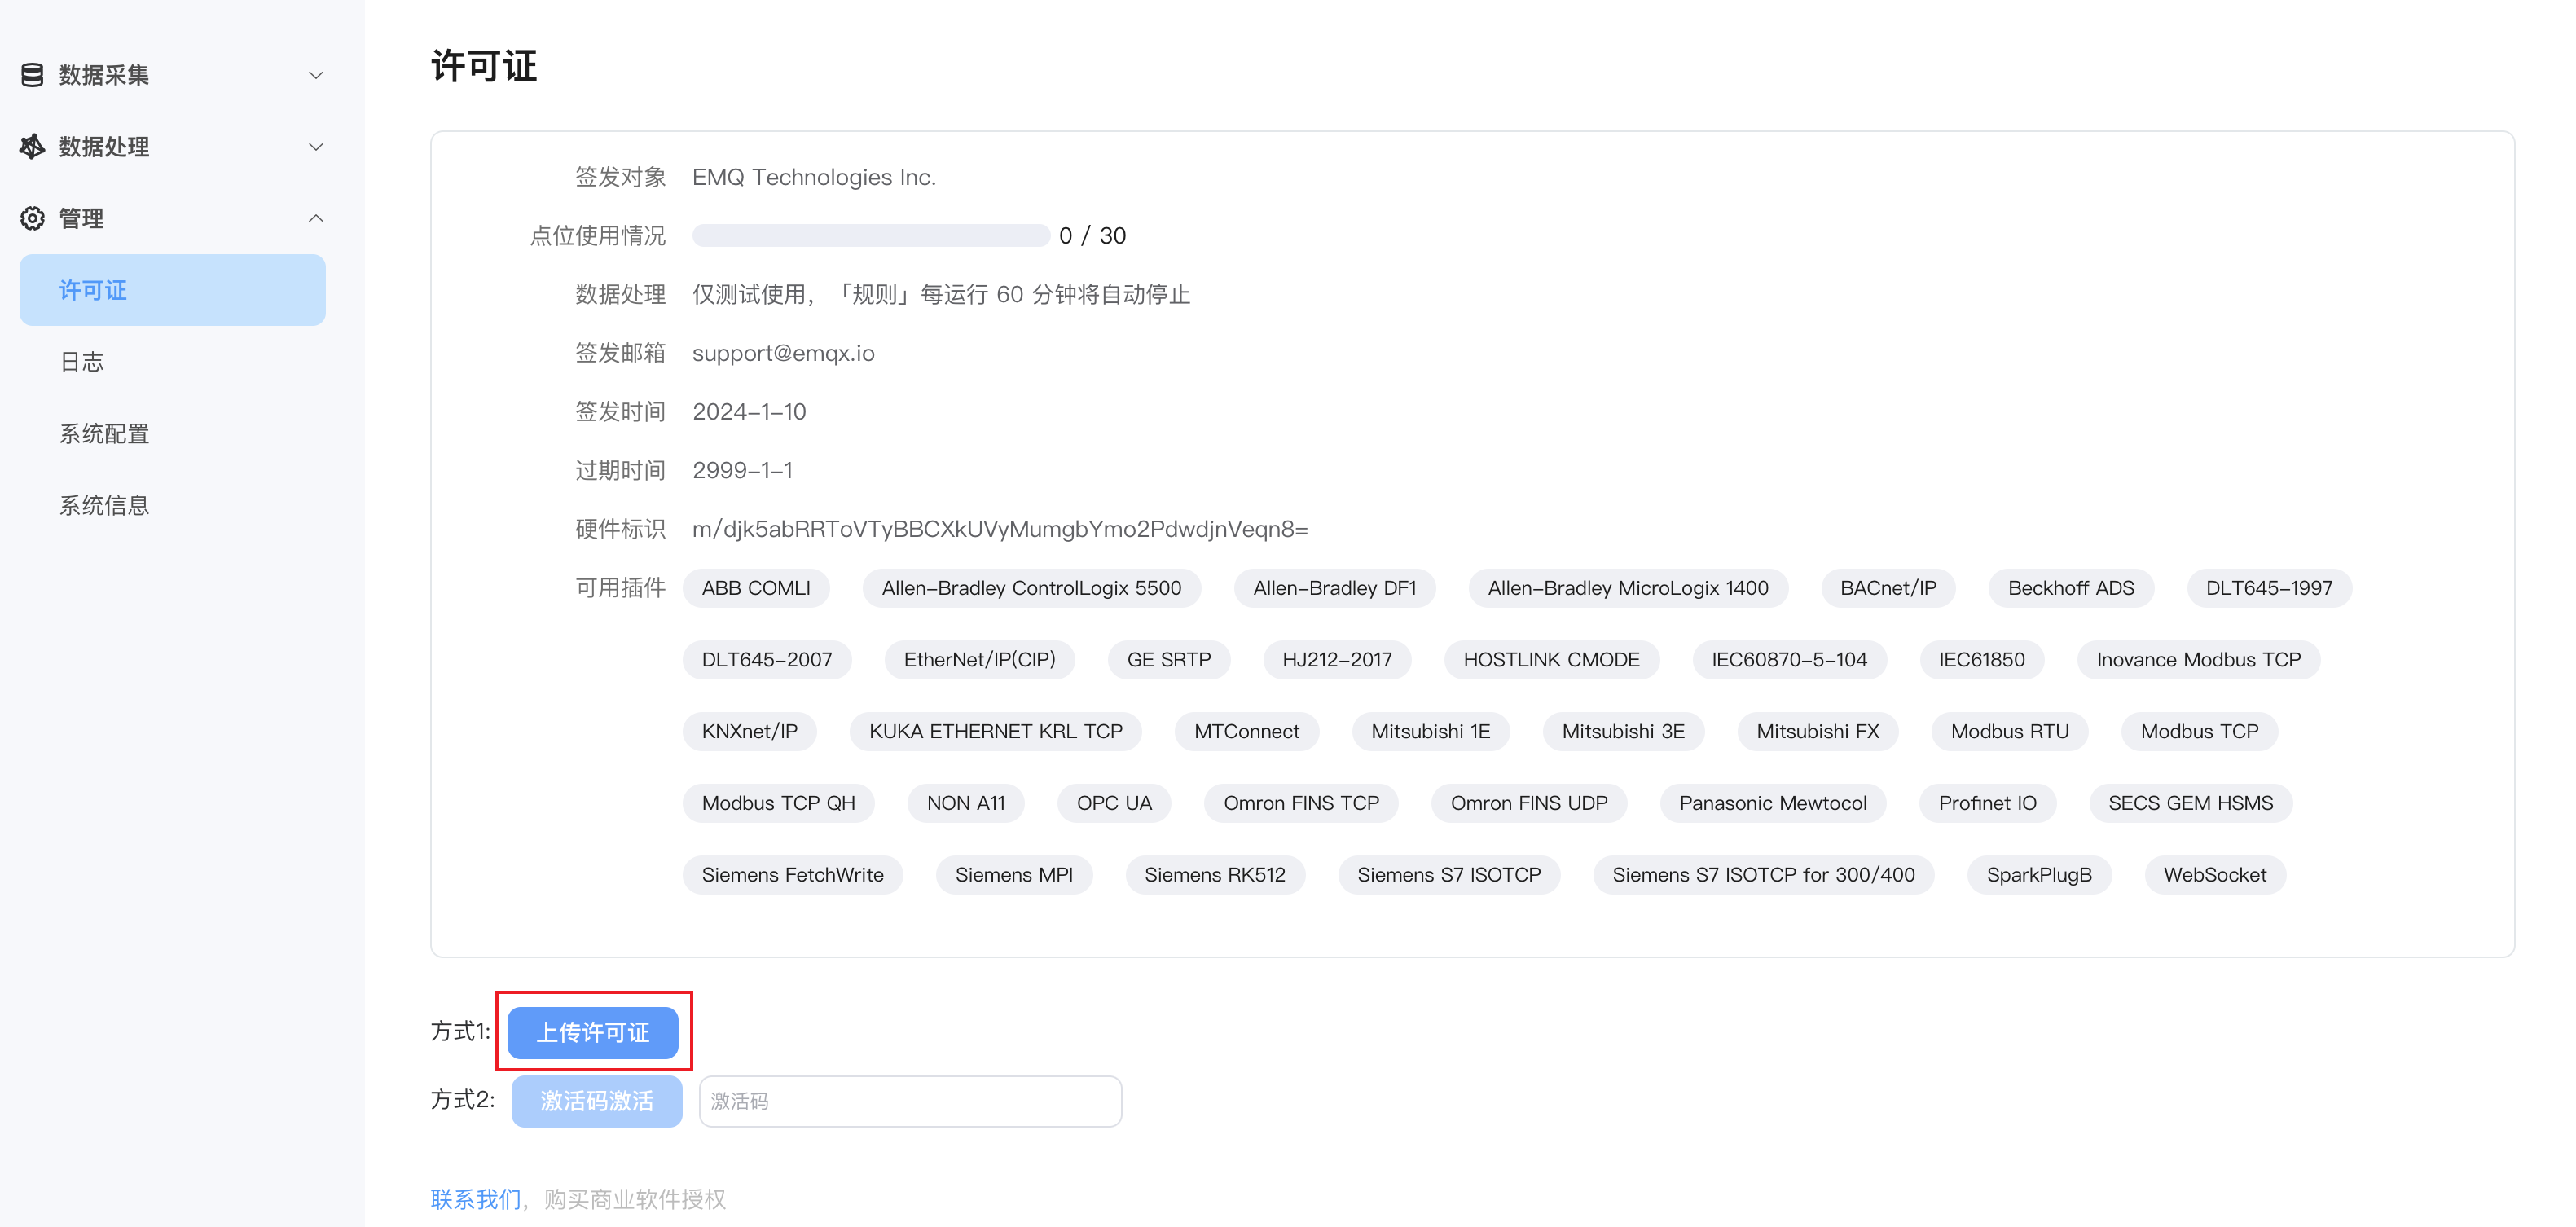 数据采集
数据处理
管理
许可证
日志
系统配置
系统信息
许可证
签发对象 EMQ Technologies Inc.
点位使用情况 0 / 30
数据处理 仅测试使用，「规则」每运行 60 分钟将自动停止
签发邮箱 support@emqx.io
签发时间 2024-1-10
过期时间 2999-1-1
硬件标识 m/djk5abRRToVTyBBCXkUVyMumgbYmo2PdwdjnVeqn8=
可用插件 ABB COMLI Allen-Bradley ControlLogix 5500 Allen-Bradley DF1 Allen-Bradley MicroLogix 1400 BACnet/IP Beckhoff ADS DLT645-1997
DLT645-2007 EtherNet/IP(CIP) GE SRTP HJ212-2017 HOSTLINK CMODE IEC60870-5-104 IEC61850 Inovance Modbus TCP
KNXnet/IP KUKA ETHERNET KRL TCP MTConnect Mitsubishi 1E Mitsubishi 3E Mitsubishi FX Modbus RTU Modbus TCP
Modbus TCP QH NON A11 OPC UA Omron FINS TCP Omron FINS UDP Panasonic Mewtocol Profinet IO SECS GEM HSMS
Siemens FetchWrite Siemens MPI Siemens RK512 Siemens S7 ISOTCP Siemens S7 ISOTCP for 300/400 SparkPlugB WebSocket
方式1: 上传许可证
方式2: 激活码激活 激活码
联系我们，购买商业软件授权